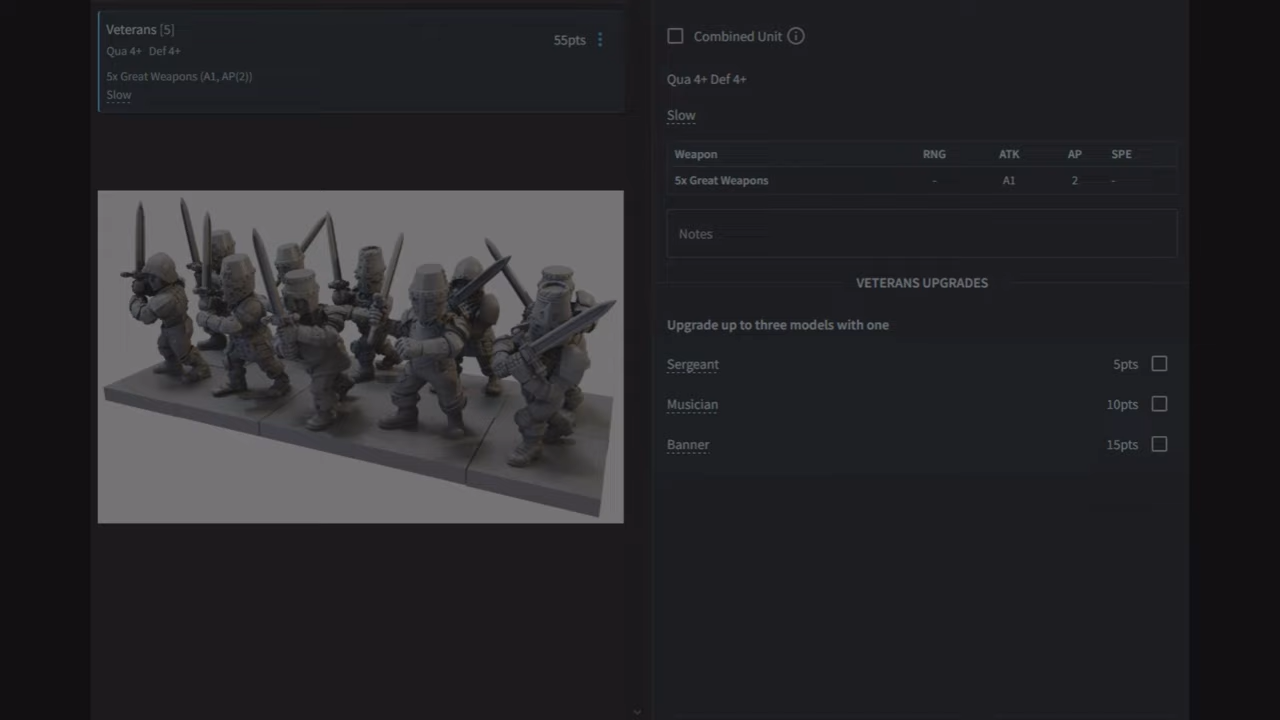 Veterans [5]
Qua 4+ Def 4+
55pts
5x Great Weapons (A1, AP(2))
Slow
Combined Unit
Qua 4+ Def 4+
Slow
Weapon RNG ATK AP SPE
5x Great Weapons - A1 2 -
Notes
VETERANS UPGRADES
Upgrade up to three models with one
Sergeant 5pts
Musician 10pts
Banner 15pts